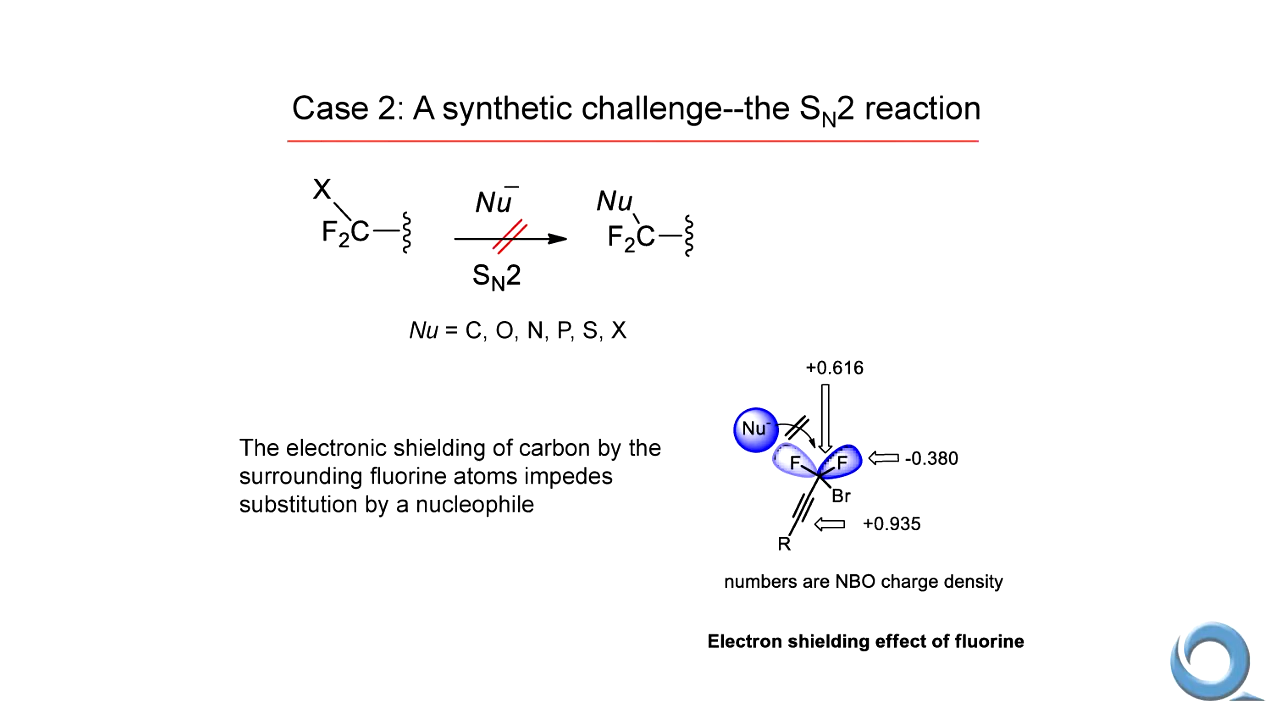 Case 2: A synthetic challenge--the SN2 reaction
X
F2C
Nu–
SN2
Nu
F2C
Nu = C, O, N, P, S, X
The electronic shielding of carbon by the
surrounding fluorine atoms impedes
substitution by a nucleophile
+0.616
Nu-
F
F
-0.380
Br
+0.935
R
numbers are NBO charge density
Electron shielding effect of fluorine